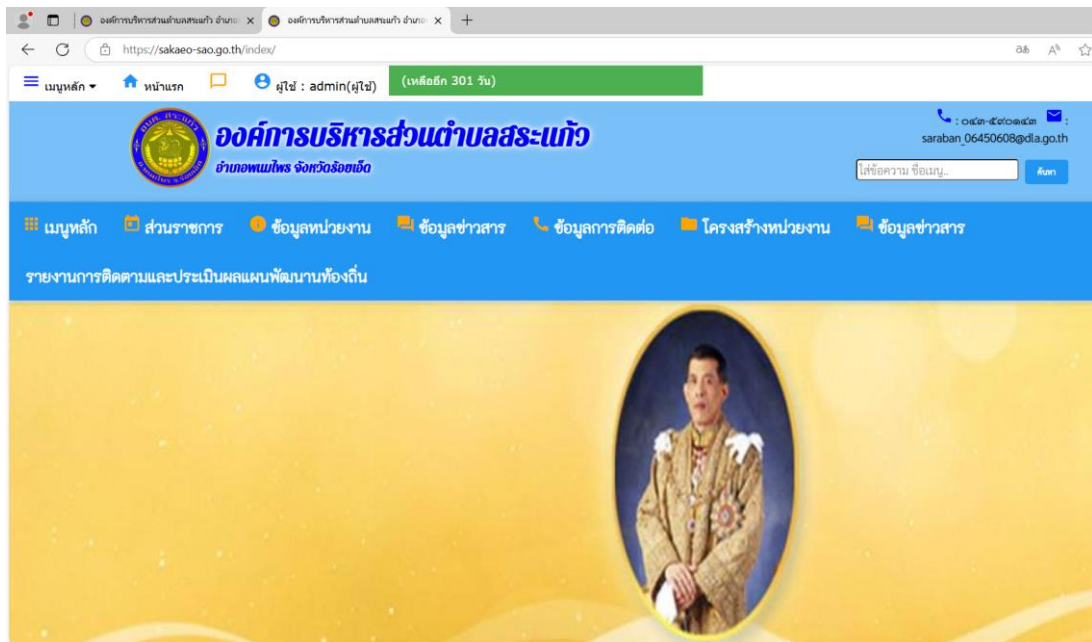 องค์การบริหารส่วนตำบลสระแก้ว อำเภอ
องค์การบริหารส่วนตำบลสระแก้ว อำเภอ
https://sakaeo-sao.go.th/index/
เมนูหลัก
หน้าแรก
ผู้ใช้ : admin(ผู้ใช้)
(เหลืออีก 301 วัน)
องค์การบริหารส่วนตำบลสระแก้ว
อำเภอพนมไพร จังหวัดร้อยเอ็ด
: ๐๔๓-๕๙๐๑๔๓ :
saraban_06450608@dla.go.th
ใส่ข้อความ ชื่อเมนู..
ค้นหา
เมนูหลัก ส่วนราชการ ข้อมูลหน่วยงาน ข้อมูลข่าวสาร ข้อมูลการติดต่อ โครงสร้างหน่วยงาน ข้อมูลข่าวสาร
รายงานการติดตามและประเมินผลแผนพัฒนานท้องถิ่น